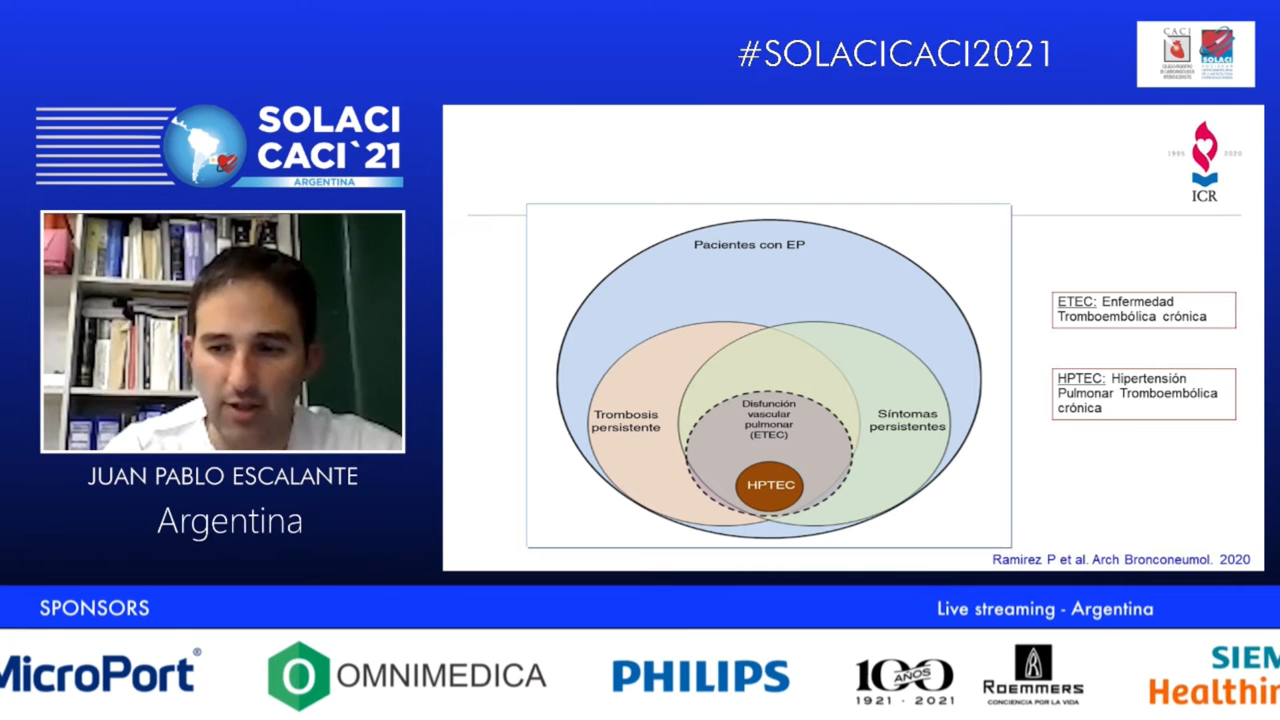 #SOLACICACI2021
CACI
SOLACI
SOLACI
CACI`21
ARGENTINA
1995 2020
ICR
Pacientes con EP
Trombosis
persistente
Disfunción
vascular
pulmonar
(ETEC)
Síntomas
persistentes
HPTEC
ETEC: Enfermedad
Tromboembólica crónica
HPTEC: Hipertensión
Pulmonar Tromboembólica
crónica
Ramirez P et al. Arch Bronconeumol. 2020
JUAN PABLO ESCALANTE
Argentina
SPONSORS
Live streaming - Argentina
MicroPort®
OMNIMEDICA
PHILIPS
100 AÑOS
1921 · 2021
ROEMMERS
CONCIENCIA POR LA VIDA
SIEM
Healthin